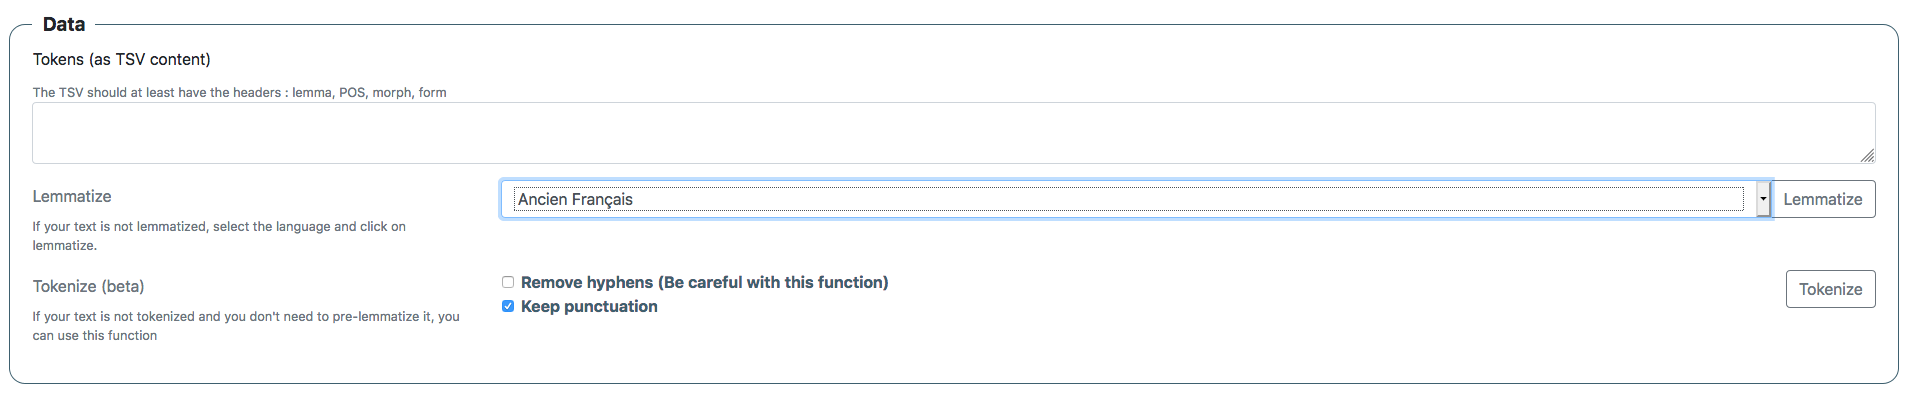 Data
Tokens (as TSV content)
The TSV should at least have the headers : lemma, POS, morph, form
Lemmatize
If your text is not lemmatized, select the language and click on
lemmatize.
Ancien Français
Lemmatize
Tokenize (beta)
If your text is not tokenized and you don't need to pre-lemmatize it, you
can use this function
Remove hyphens (Be careful with this function)
Keep punctuation
Tokenize